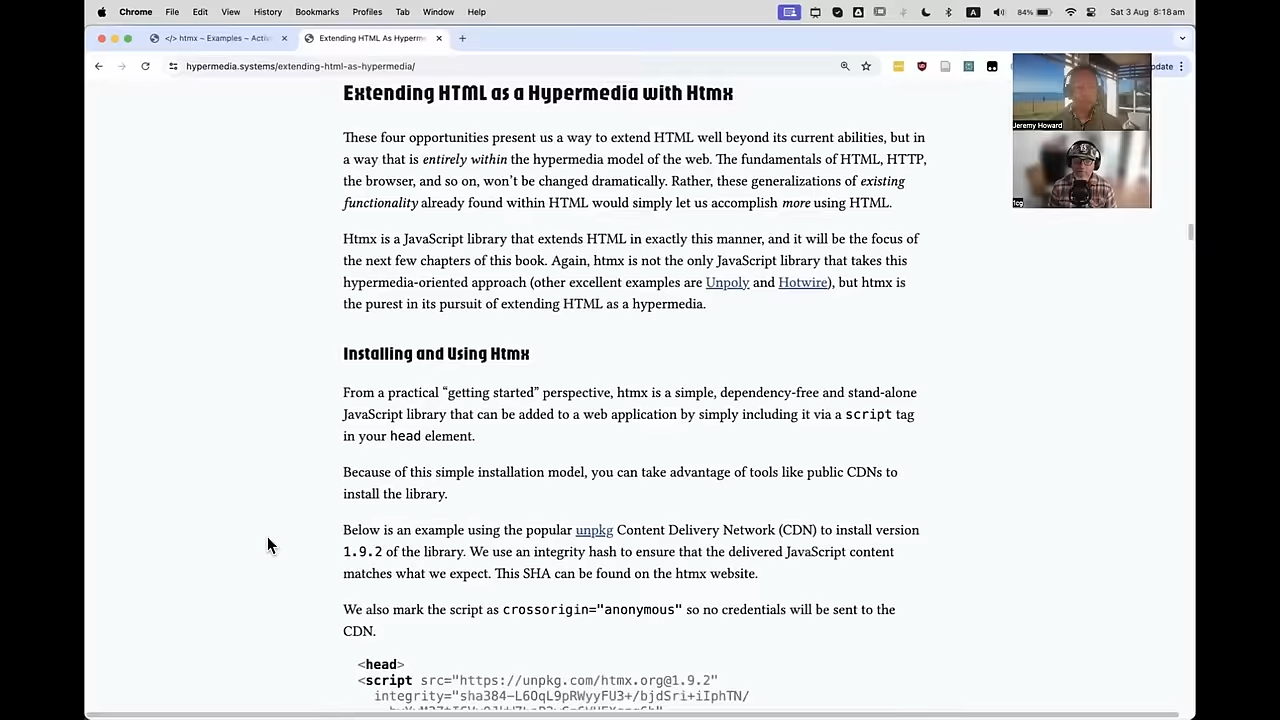 Chrome File Edit View History Bookmarks Profiles Tab Window Help
A 84% Sat 3 Aug 8:18 am
</> htmx ~ Examples ~ Activ
Extending HTML As Hyperm
hypermedia.systems/extending-html-as-hypermedia/
date
Jeremy Howard
Extending HTML as a Hypermedia with Htmx
These four opportunities present us a way to extend HTML well beyond its current abilities, but in
a way that is entirely within the hypermedia model of the web. The fundamentals of HTML, HTTP,
the browser, and so on, won’t be changed dramatically. Rather, these generalizations of existing
functionality already found within HTML would simply let us accomplish more using HTML.
Htmx is a JavaScript library that extends HTML in exactly this manner, and it will be the focus of
the next few chapters of this book. Again, htmx is not the only JavaScript library that takes this
hypermedia-oriented approach (other excellent examples are Unpoly and Hotwire), but htmx is
the purest in its pursuit of extending HTML as a hypermedia.
Installing and Using Htmx
From a practical “getting started” perspective, htmx is a simple, dependency-free and stand-alone
JavaScript library that can be added to a web application by simply including it via a script tag
in your head element.
Because of this simple installation model, you can take advantage of tools like public CDNs to
install the library.
Below is an example using the popular unpkg Content Delivery Network (CDN) to install version
1.9.2 of the library. We use an integrity hash to ensure that the delivered JavaScript content
matches what we expect. This SHA can be found on the htmx website.
We also mark the script as crossorigin="anonymous" so no credentials will be sent to the
CDN.
<head>
<script src="https://unpkg.com/htmx.org@1.9.2"
integrity="sha384-L6OqL9pRWyyFU3+/bjdSri+iIphTN/